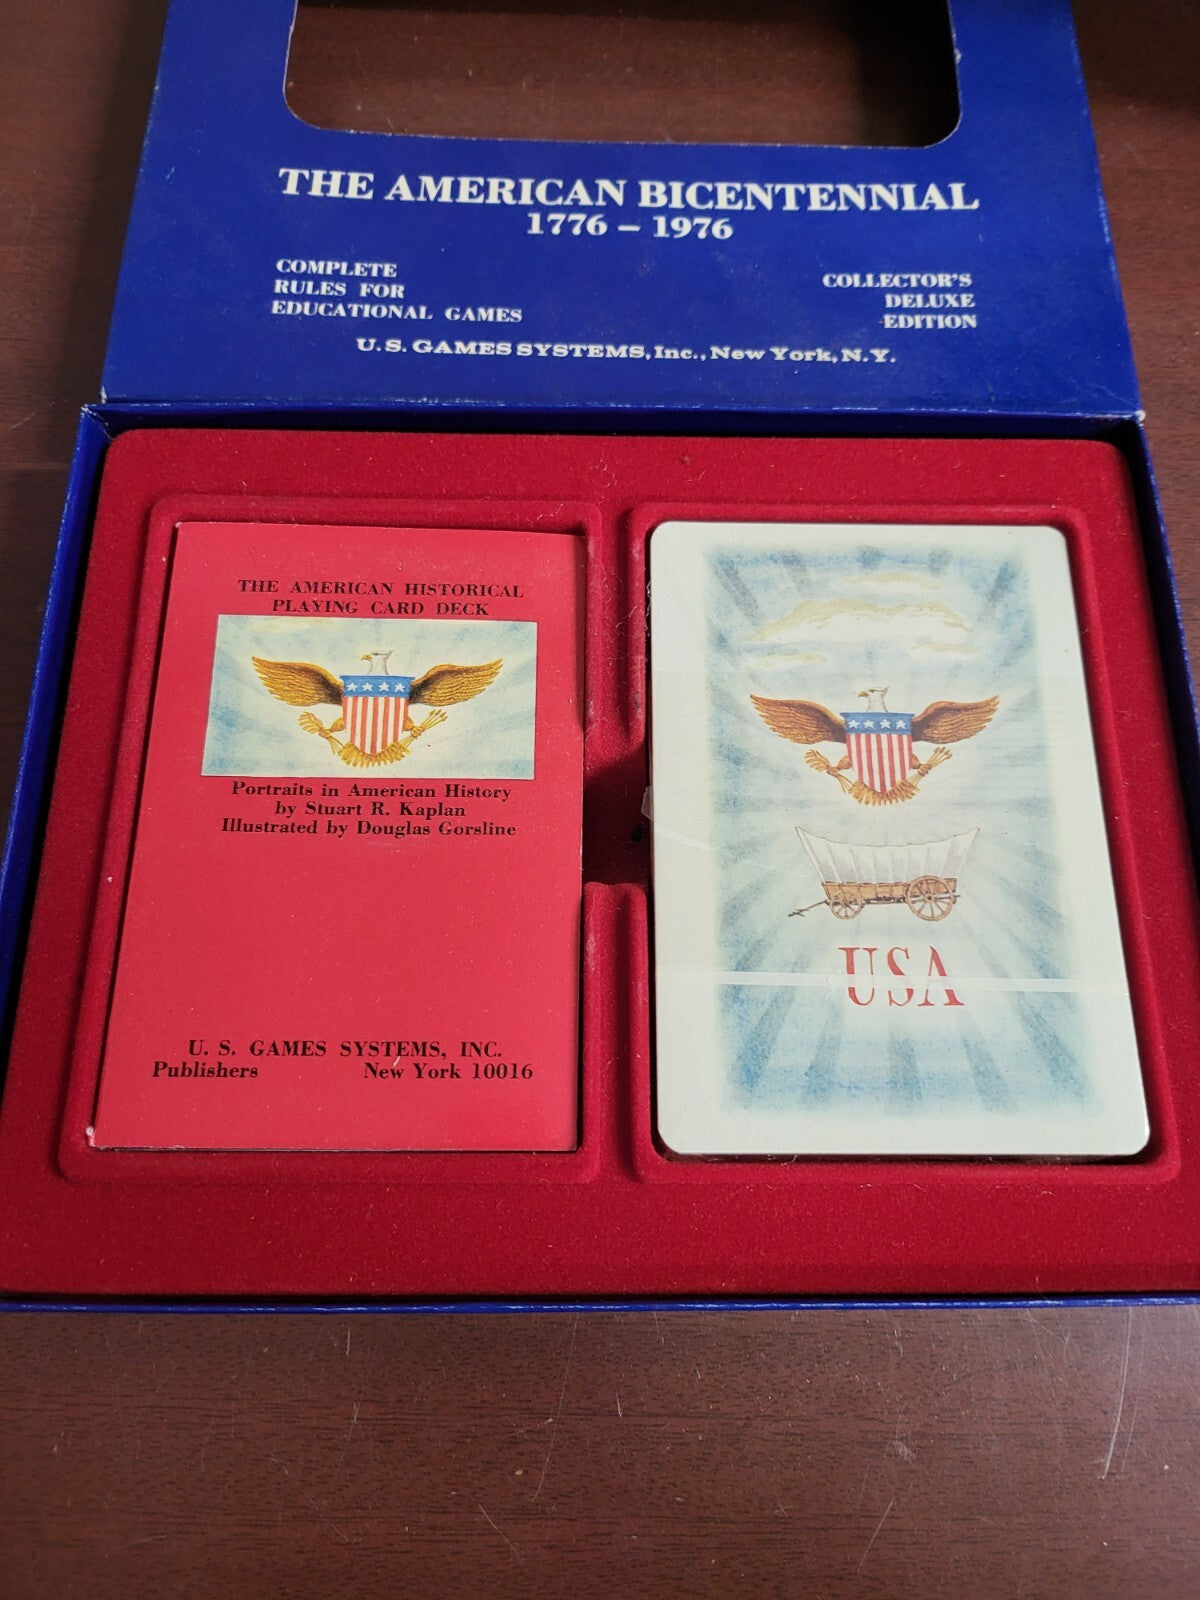 THE AMERICAN BICENTENNIAL
1776 – 1976
COMPLETE
RULES FOR
EDUCATIONAL GAMES
COLLECTOR'S
DELUXE
EDITION
U.S. GAMES SYSTEMS, Inc., New York, N.Y.
THE AMERICAN HISTORICAL
PLAYING CARD DECK
Portraits in American History
by Stuart R. Kaplan
Illustrated by Douglas Gorsline
U. S. GAMES SYSTEMS, INC.
Publishers New York 10016
USA